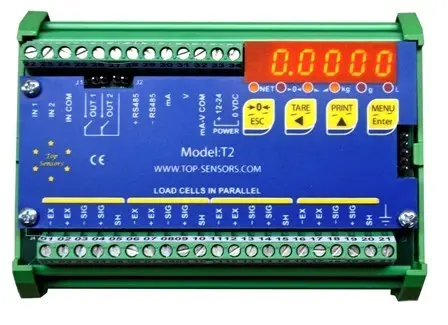 0.0000
J1 J2
NET →0← kg g L
IN 1
IN 2
IN COM
OUT 1
OUT 2
+ RS485
- RS485
mA
V
mA-V COM
+ 12-24
0 VDC
POWER
→0← ESC
TARE
PRINT
MENU Enter
Top Sensors
CE
Model:T2
WWW.TOP-SENSORS.COM
LOAD CELLS IN PARALLEL
- EX + EX + SIG - SIG SH - EX + EX + SIG - SIG SH - EX + EX + SIG - SIG SH - EX + EX + SIG - SIG SH
01 02 03 04 05 06 07 08 09 10 11 12 13 14 15 16 17 18 19 20 21